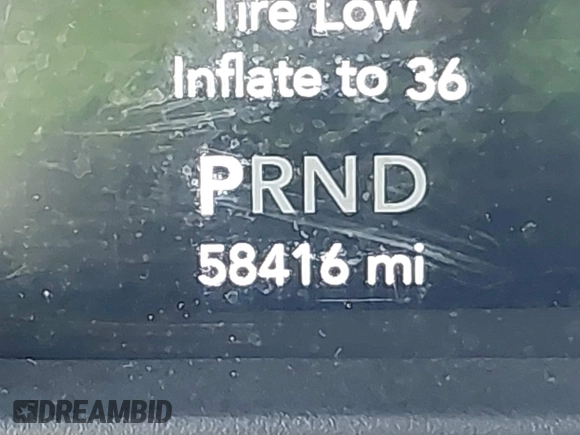 Tire Low
Inflate to 36
PRND
58416 mi
DREAMBID